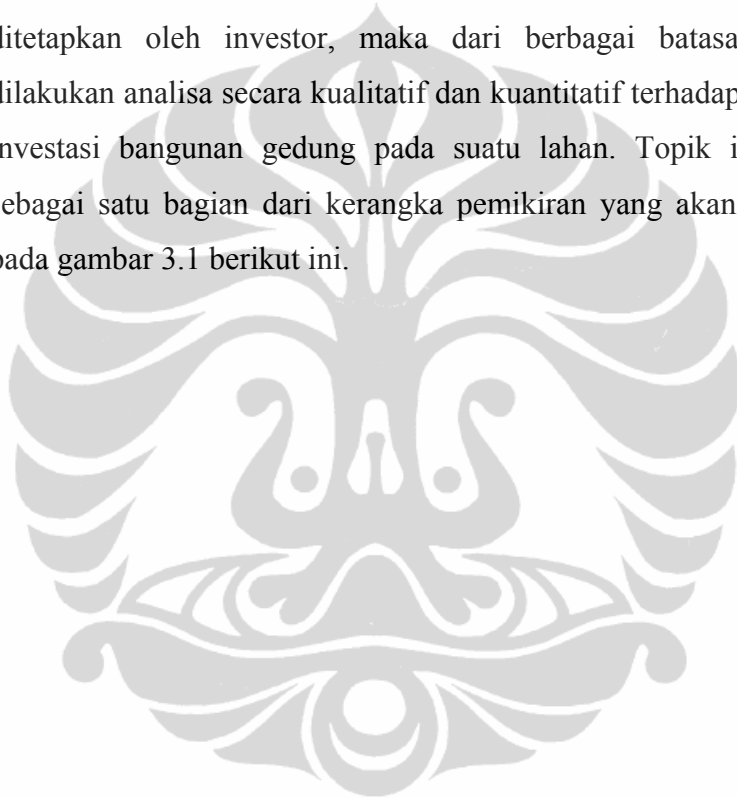 ditetapkan oleh investor, maka dari berbagai batasa
dilakukan analisa secara kualitatif dan kuantitatif terhadap
nvestasi bangunan gedung pada suatu lahan. Topik i
sebagai satu bagian dari kerangka pemikiran yang akan
pada gambar 3.1 berikut ini.